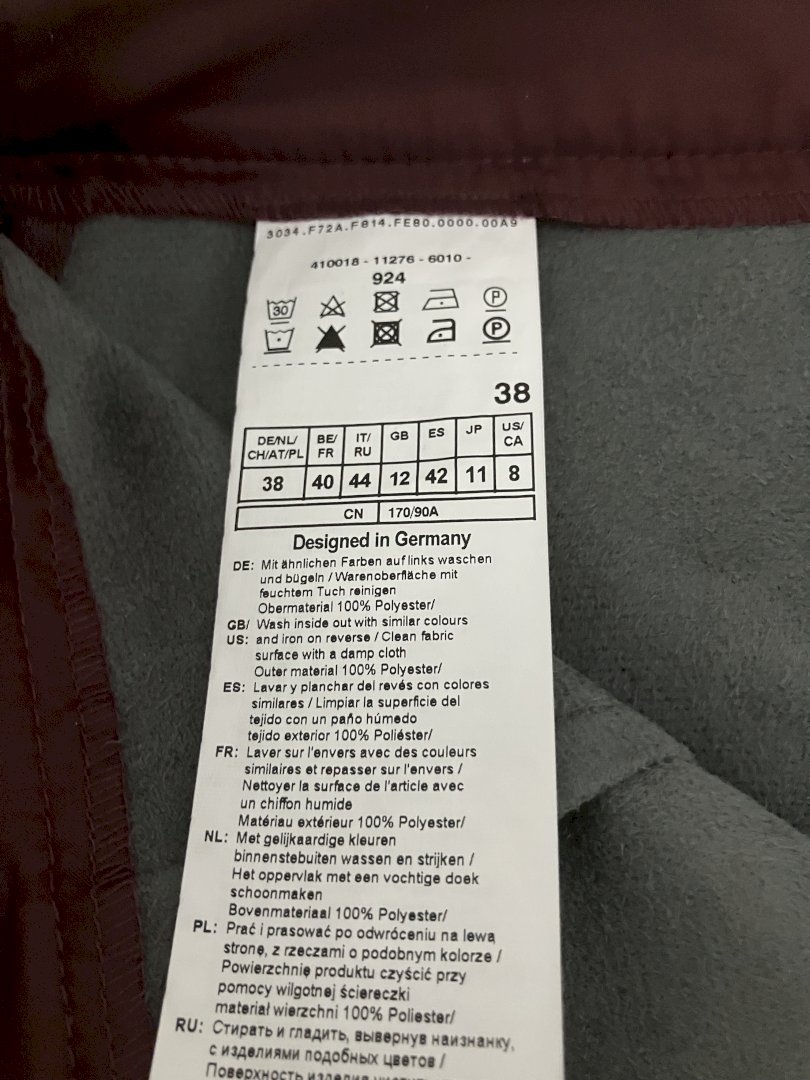 3034.F72A.F814.FE80.0000.00A9
410018 - 11276 - 6010 -
924
30 P
P
38
DE/NL/ CH/AT/PL BE/ FR IT/ RU GB ES JP US/ CA
38 40 44 12 42 11 8
CN 170/90A
Designed in Germany
DE: Mit ähnlichen Farben auf links waschen
und bügeln / Warenoberfläche mit
feuchtem Tuch reinigen
Obermaterial 100% Polyester/
GB/ Wash inside out with similar colours
US: and iron on reverse / Clean fabric
surface with a damp cloth
Outer material 100% Polyester/
ES: Lavar y planchar del revés con colores
similares / Limpiar la superficie del
tejido con un paño húmedo
tejido exterior 100% Poliéster/
FR: Laver sur l'envers avec des couleurs
similaires et repasser sur l'envers /
Nettoyer la surface de l'article avec
un chiffon humide
Matériau extérieur 100% Polyester/
NL: Met gelijkaardige kleuren
binnenstebuiten wassen en strijken /
Het oppervlak met een vochtige doek
schoonmaken
Bovenmateriaal 100% Polyester/
PL: Prać i prasować po odwróceniu na lewą
stronę, z rzeczami o podobnym kolorze /
Powierzchnię produktu czyścić przy
pomocy wilgotnej ściereczki
materiał wierzchni 100% Poliester/
RU: Стирать и гладить, вывернув наизнанку,
с изделиями подобных цветов /
Поверхность изделия